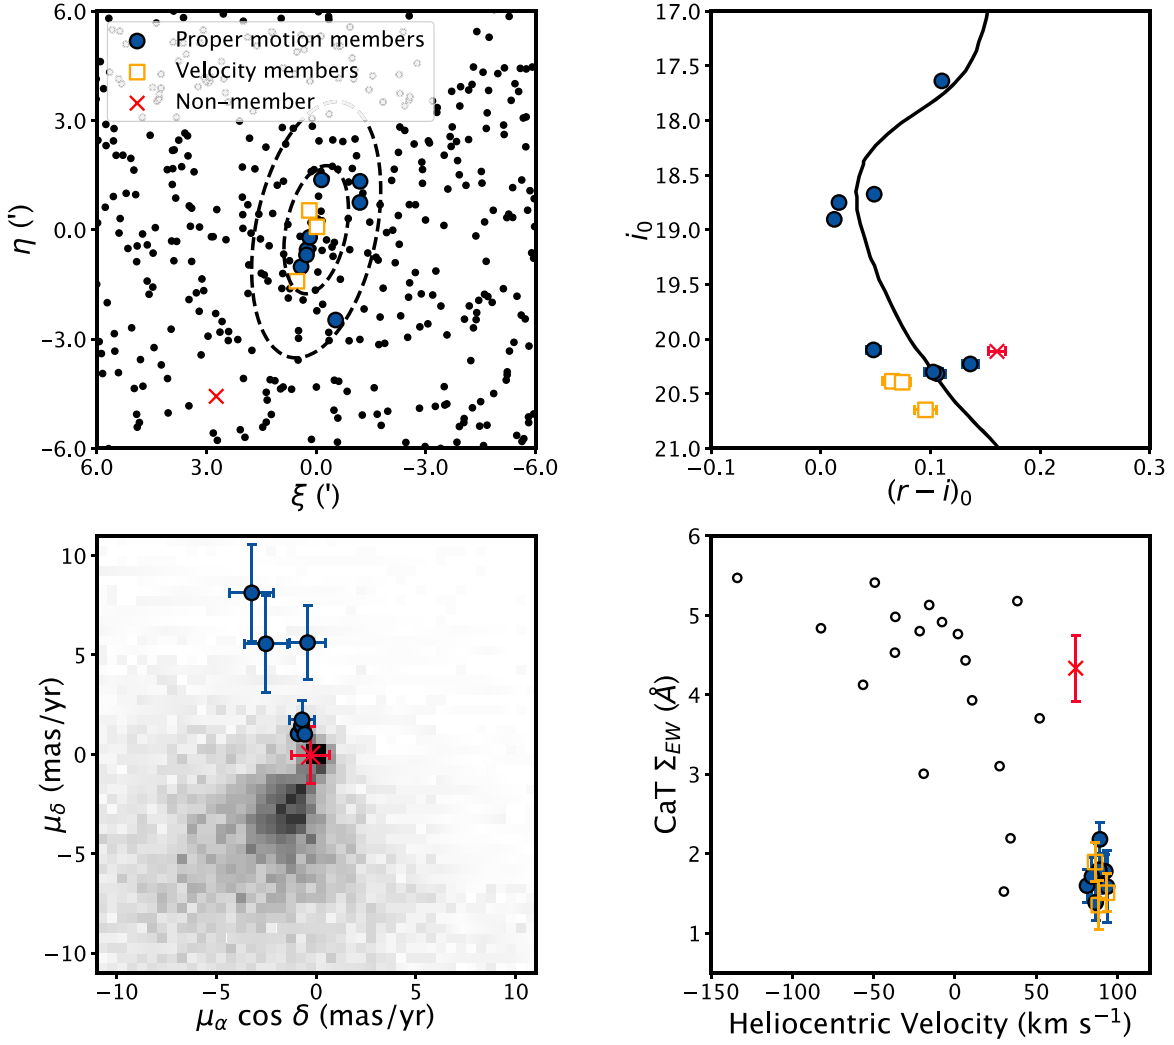 6.0
3.0
0.0
−3.0
−6.0
η (')
Proper motion members
Velocity members
Non−member
6.0 3.0 0.0 −3.0 −6.0
ξ (')
17.0
17.5
18.0
18.5
19.0
19.5
20.0
20.5
21.0
i₀
−0.1 0.0 0.1 0.2 0.3
(r − i)₀
10
5
0
−5
−10
μδ (mas/yr)
−10 −5 0 5 10
μα cos δ (mas/yr)
6
5
4
3
2
1
CaT ΣEW (Å)
−150 −100 −50 0 50 100
Heliocentric Velocity (km s⁻¹)